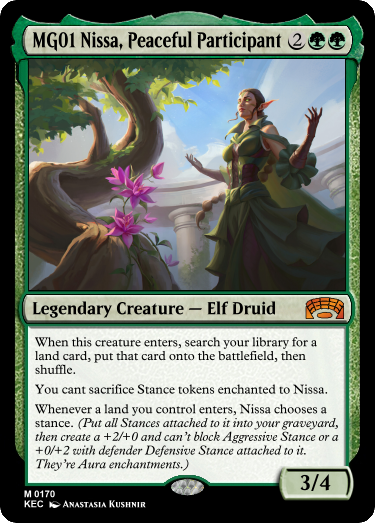 MG01 Nissa, Peaceful Participant 2
Legendary Creature — Elf Druid
When this creature enters, search your library for a
land card, put that card onto the battlefield, then
shuffle.
You cant sacrifice Stance tokens enchanted to Nissa.
Whenever a land you control enters, Nissa chooses a
stance. (Put all Stances attached to it into your graveyard,
then create a +2/+0 and can't block Aggressive Stance or a
+0/+2 with defender Defensive Stance attached to it.
They're Aura enchantments.)
3/4
M 0170
KEC Anastasia Kushnir